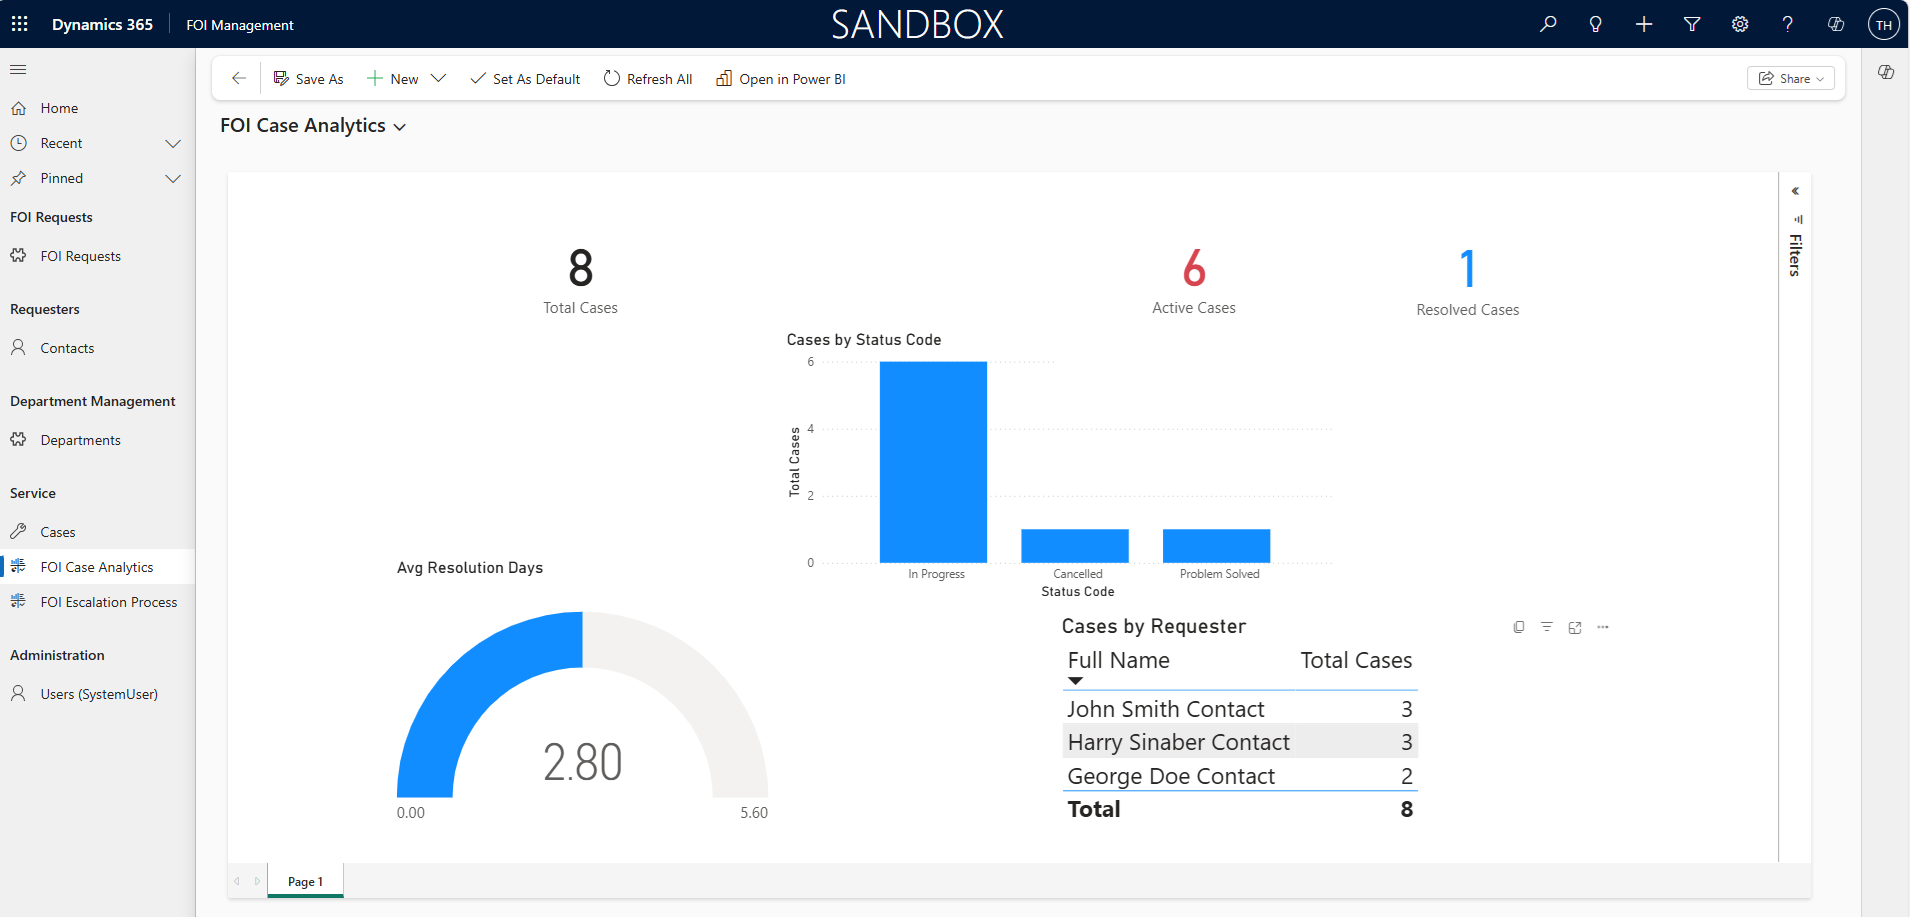 Dynamics 365
FOI Management
SANDBOX
TH
Save As
New
Set As Default
Refresh All
Open in Power BI
Share
Home
Recent
Pinned
FOI Requests
FOI Requests
Requesters
Contacts
Department Management
Departments
Service
Cases
FOI Case Analytics
FOI Escalation Process
Administration
Users (SystemUser)
FOI Case Analytics
8
Total Cases
6
Active Cases
1
Resolved Cases
Filters
Cases by Status Code
Total Cases
6
4
2
0
In Progress
Cancelled
Problem Solved
Status Code
Avg Resolution Days
2.80
0.00
5.60
Cases by Requester
Full Name Total Cases
John Smith Contact 3
Harry Sinaber Contact 3
George Doe Contact 2
Total 8
Page 1